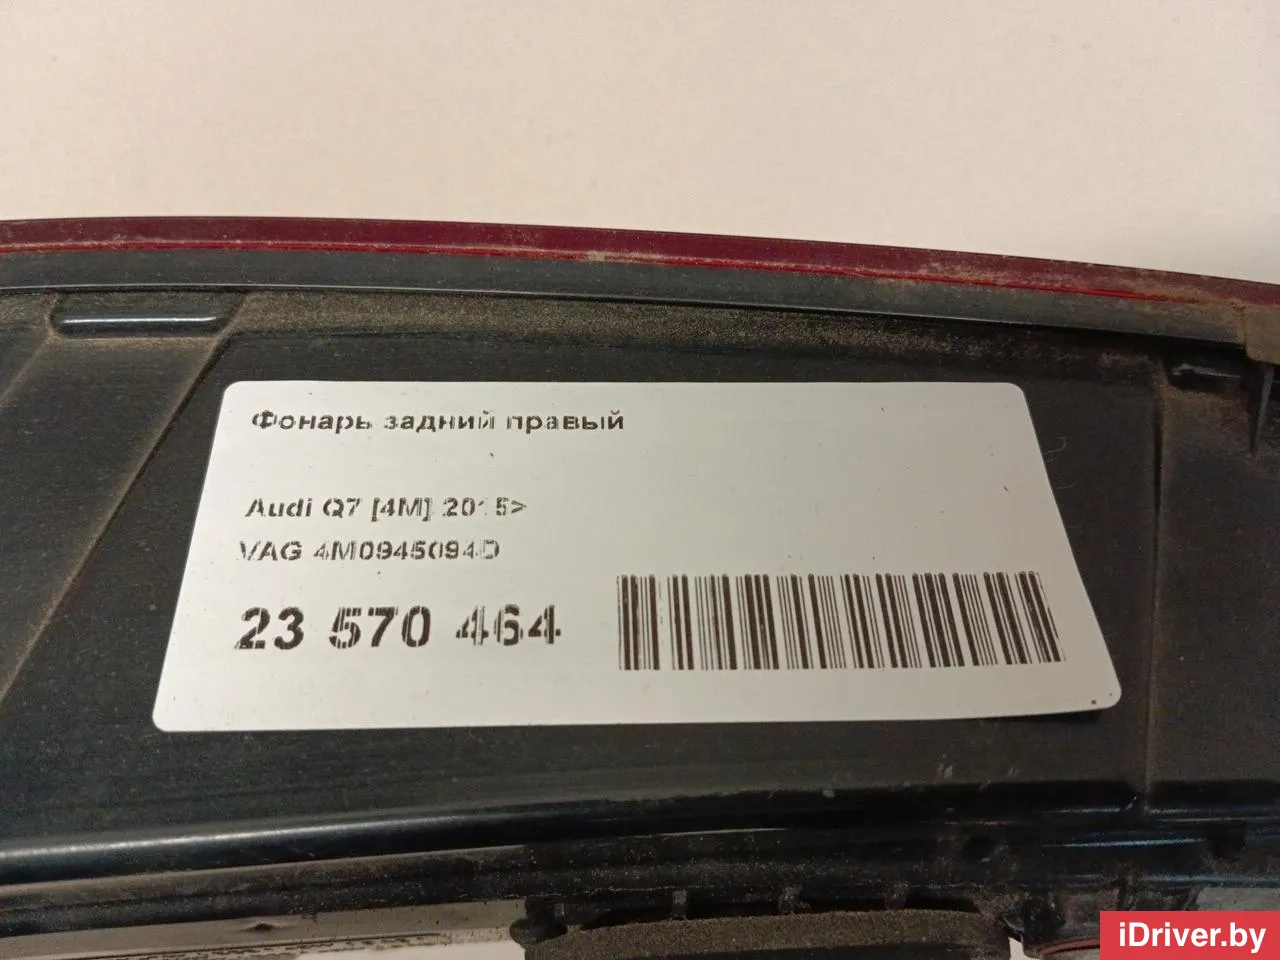 Фонарь задний правый
Audi Q7 [4M] 2015>
VAG 4M0945094D
23 570 464
iDriver.by